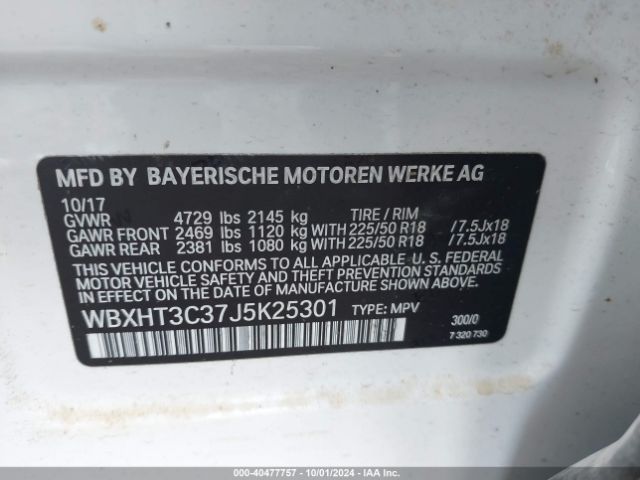 MFD BY BAYERISCHE MOTOREN WERKE AG
10/17 TIRE / RIM
GVWR 4729 lbs 2145 kg
GAWR FRONT 2469 lbs 1120 kg WITH 225/50 R18 /7.5Jx18
GAWR REAR 2381 lbs 1080 kg WITH 225/50 R18 /7.5Jx18
THIS VEHICLE CONFORMS TO ALL APPLICABLE U. S. FEDERAL
MOTOR VEHICLE SAFETY AND THEFT PREVENTION STANDARDS
IN EFFECT ON THE DATE OF MANUFACTURE SHOWN ABOVE.
WBXHT3C37J5K25301 TYPE: MPV
300/0
7 320 730
000-40477757 - 10/01/2024 - IAA Inc.